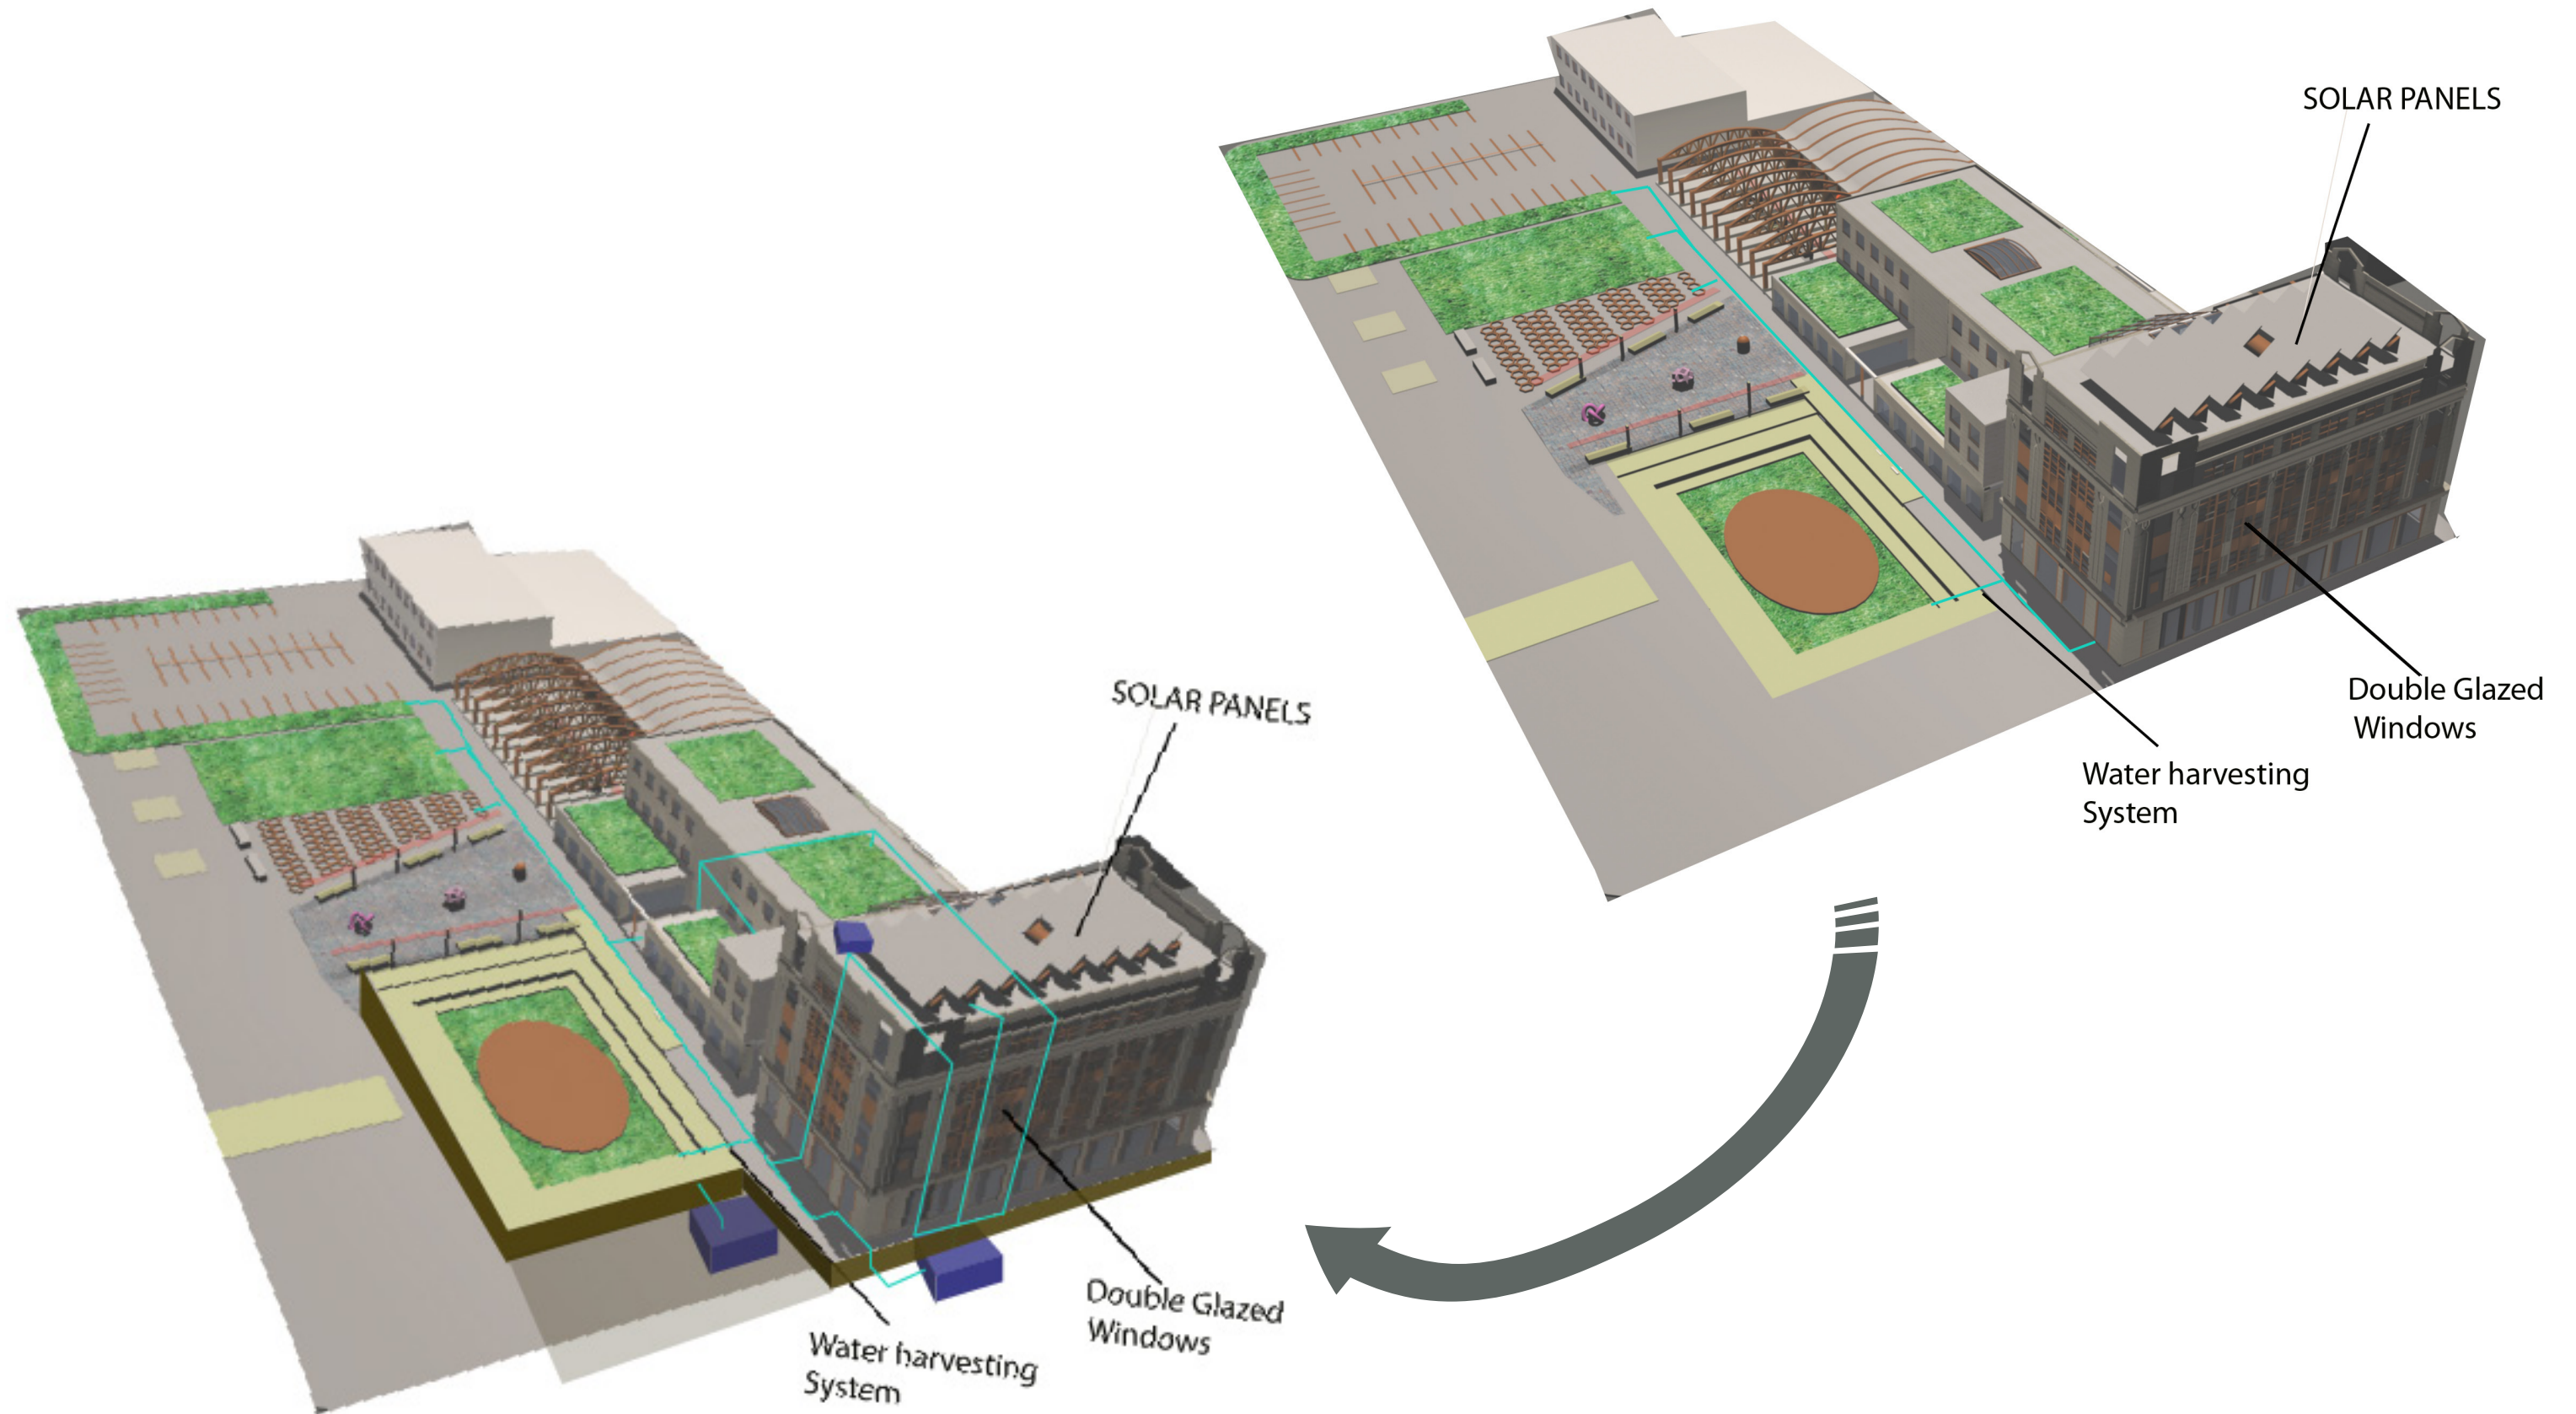 SOLAR PANELS
Double Glazed
Windows
Water harvesting
System
SOLAR PANELS
Double Glazed
Windows
Water harvesting
System